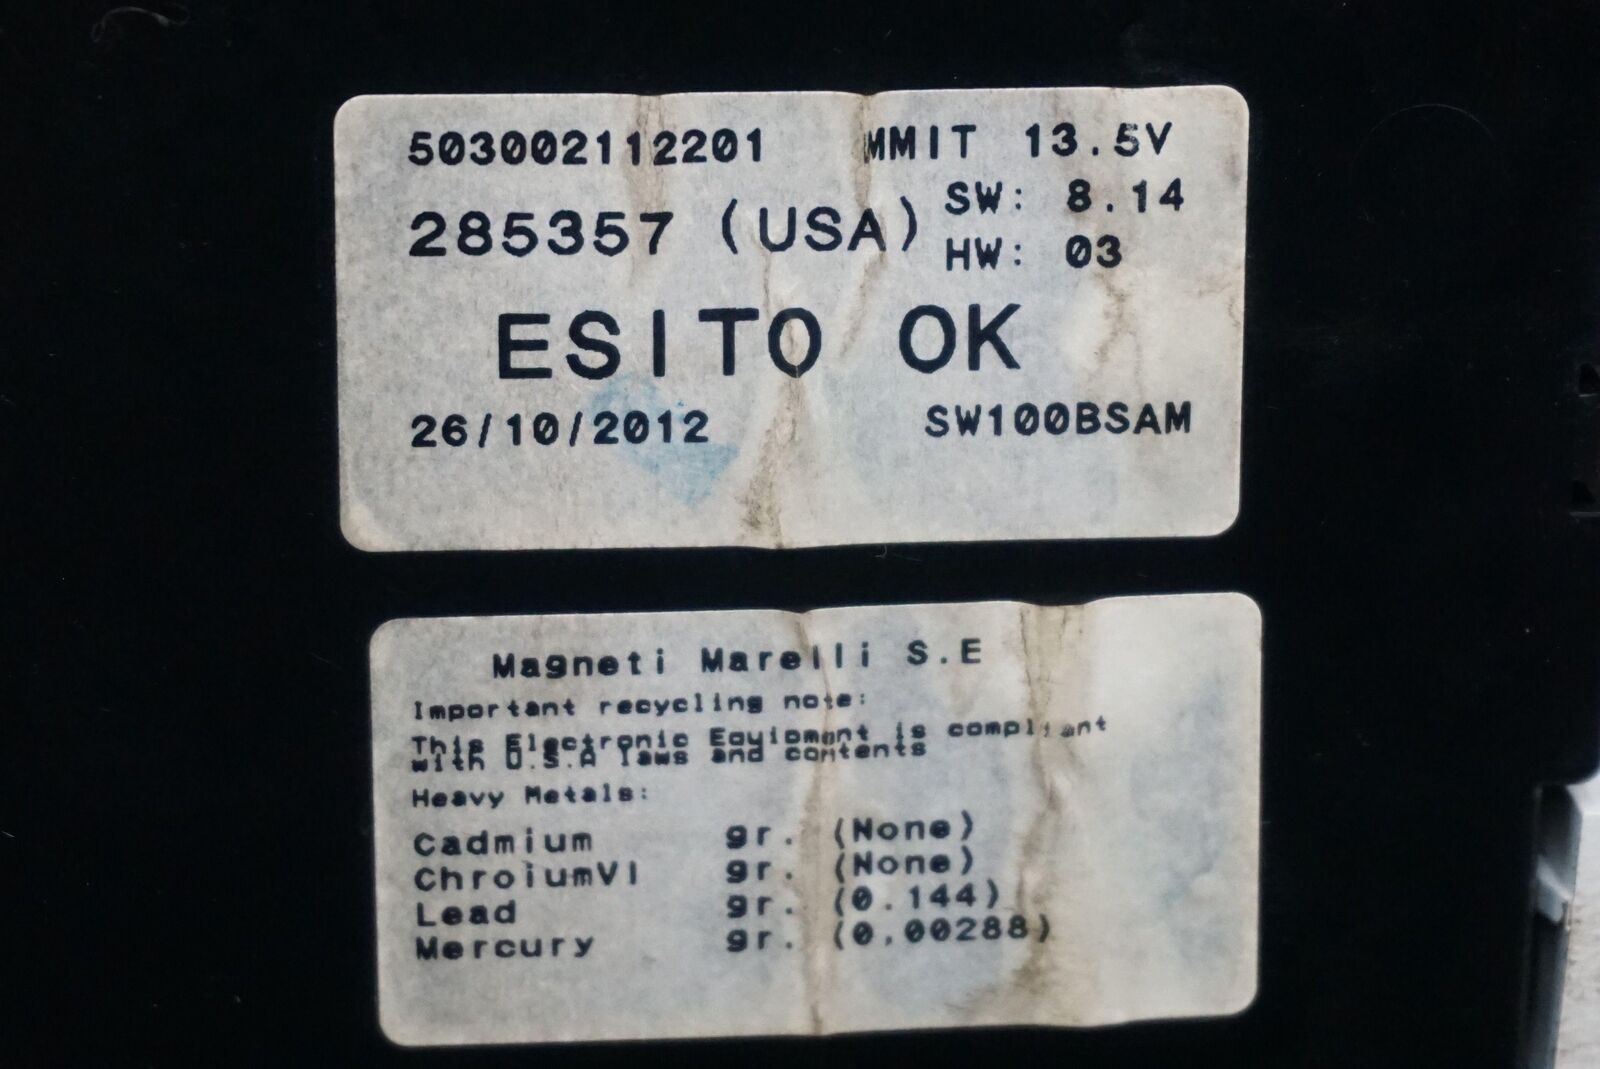 503002112201 MMIT 13.5V
285357 (USA) SW: 8.14
HW: 03
ESITO OK
26/10/2012 SW100BSAM
Magneti Marelli S.E
Important recycling note:
This Electronic Equipment is compliant
with U.S.A laws and contents
Heavy Metals:
Cadmium gr. (None)
ChroiumVI gr. (None)
Lead gr. (0.144)
Mercury gr. (0,00288)